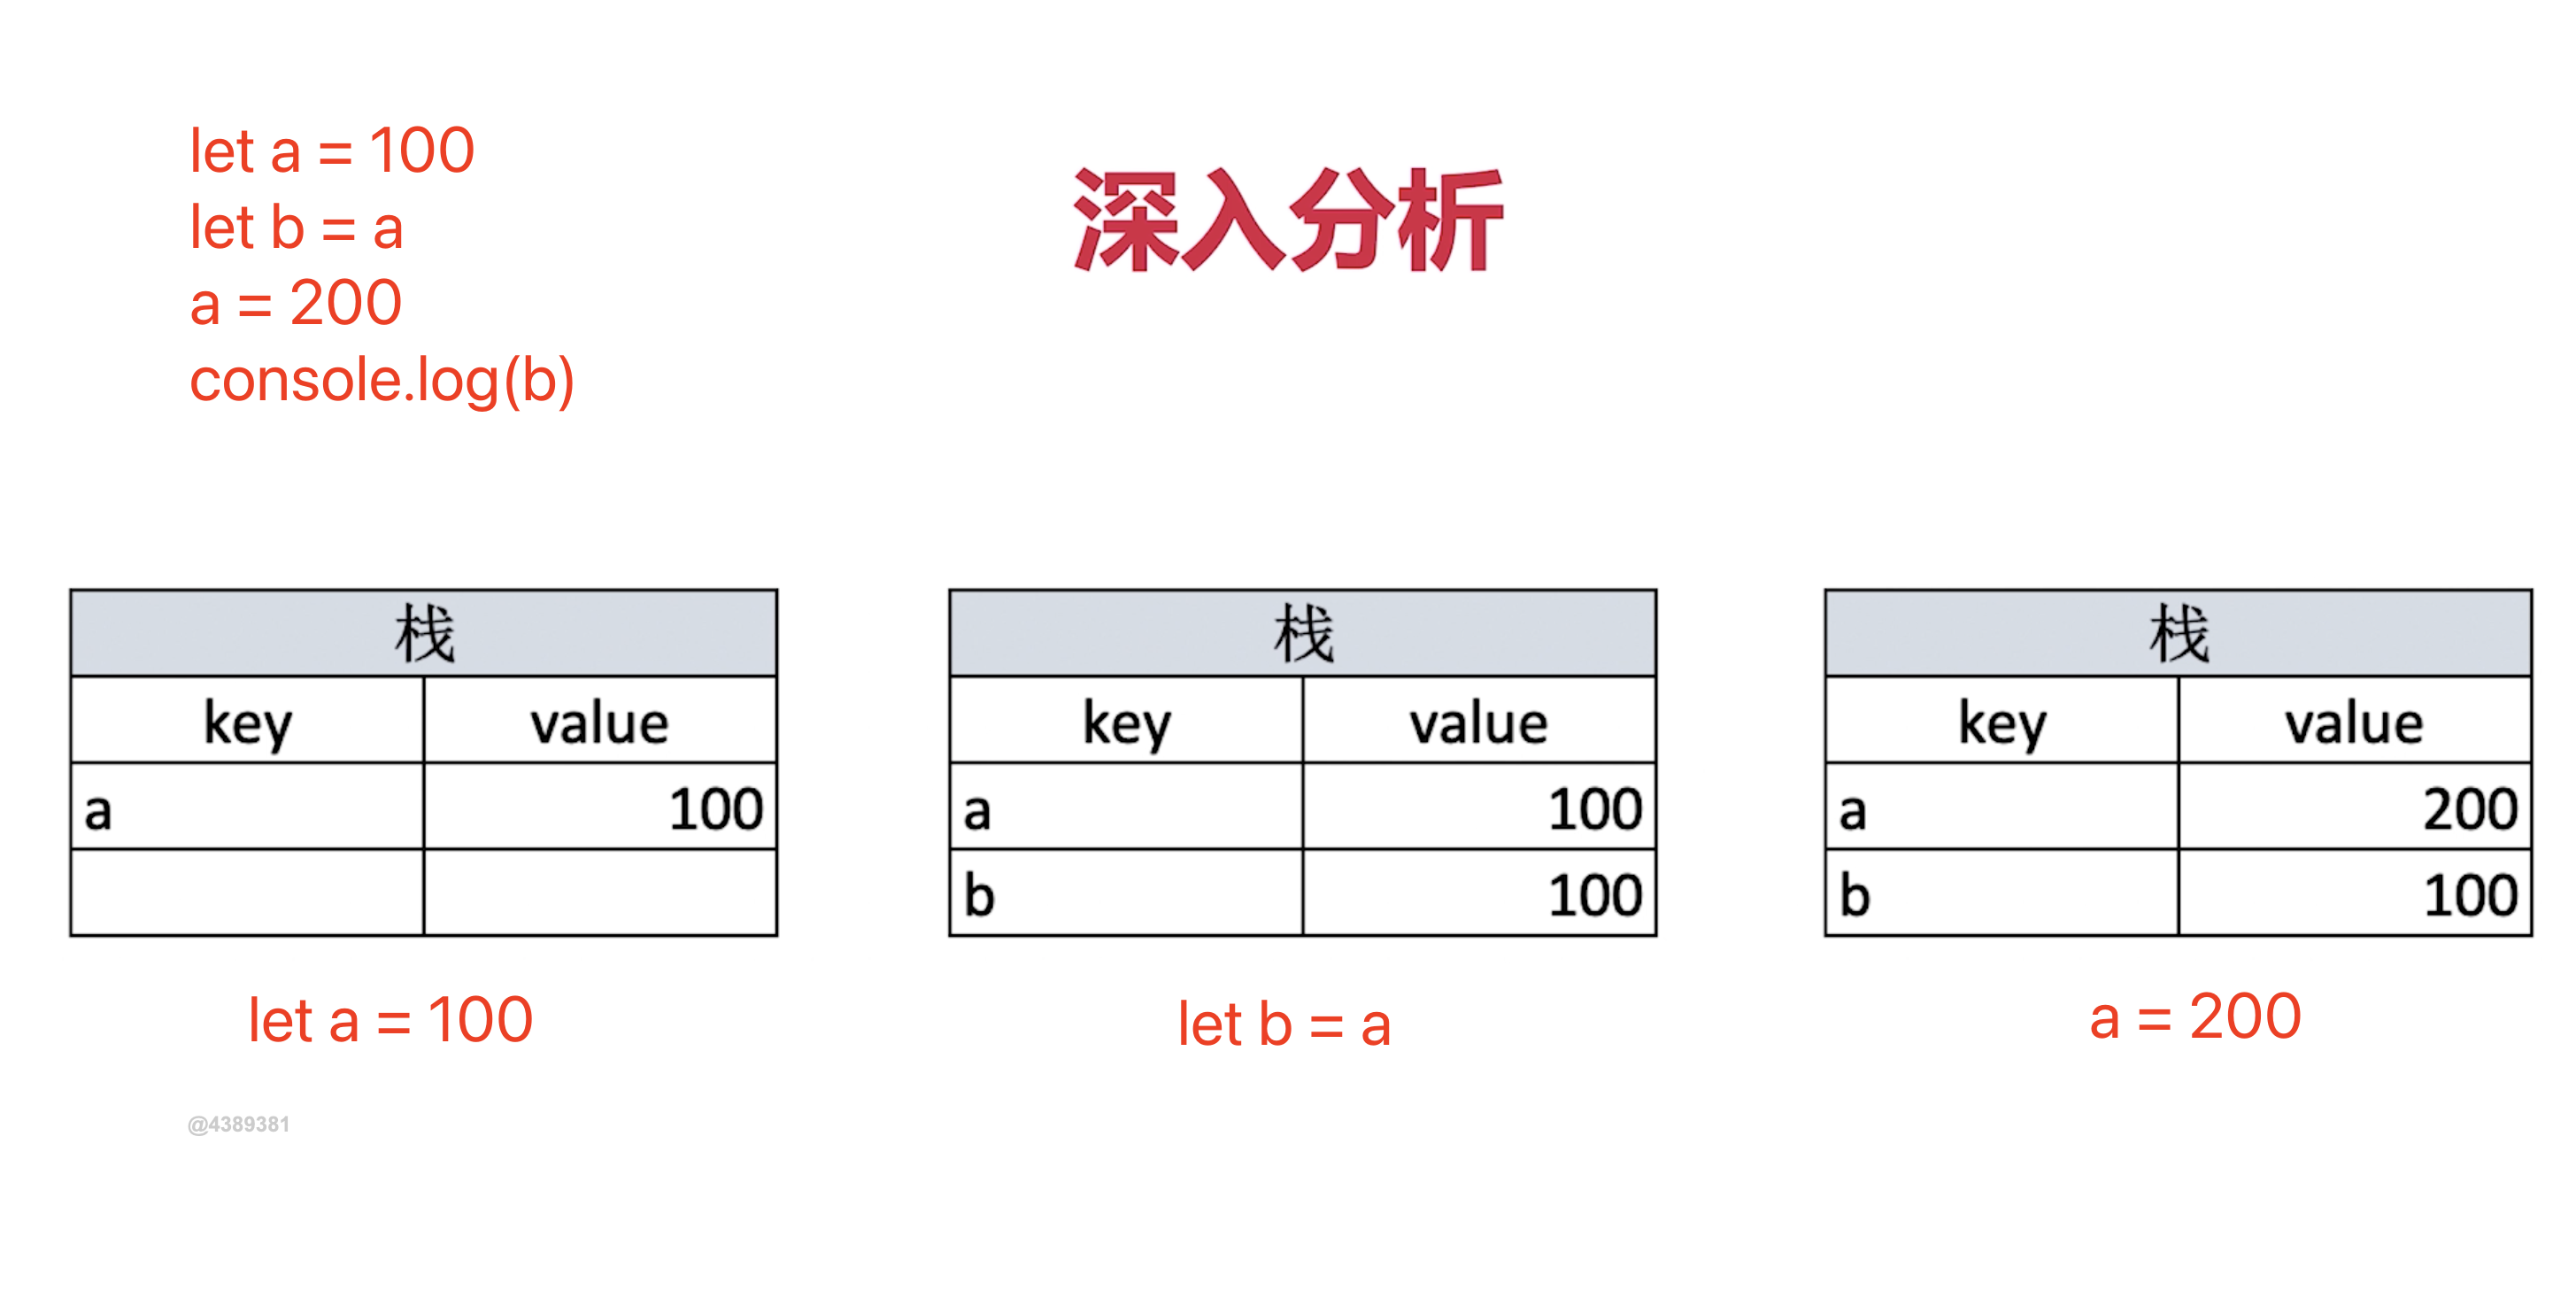 let a = 100
let b = a
a = 200
console.log(b)
深入分析
栈
key value
a 100
let a = 100
栈
key value
a 100
b 100
let b = a
栈
key value
a 200
b 100
a = 200
@4389381